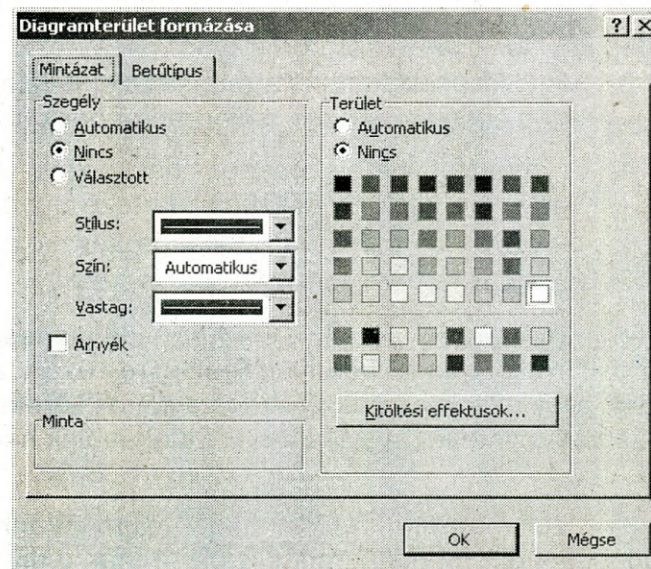 Diagramterület formázása
Mintázat
Betűtípus
Szegély
Automatikus
Nincs
Választott
Stílus:
Szín: Automatikus
Vastag:
Árnyék
Minta
Terület
Automatikus
Nincs
Kitöltési effektusok...
OK
Mégse